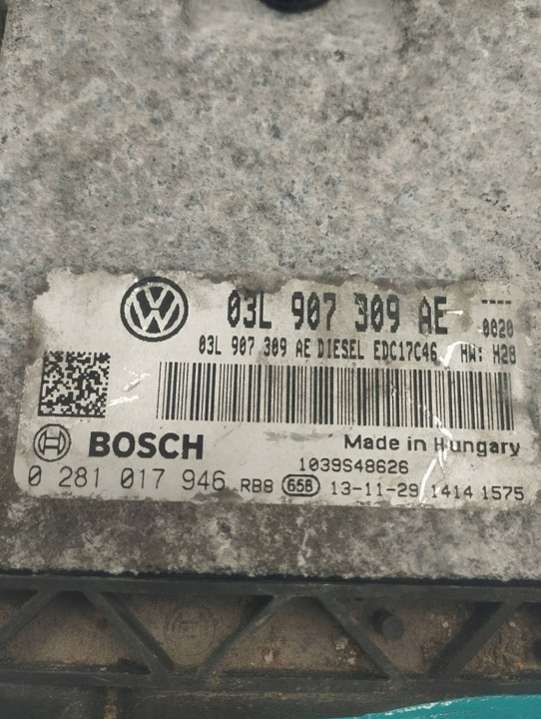 03L 907 309 AE ----
0020
03L 907 309 AE DIESEL EDC17C46 HW: H28
BOSCH Made in Hungary
1039S48626
0 281 017 946 RB8 656 13-11-29 1414 1575